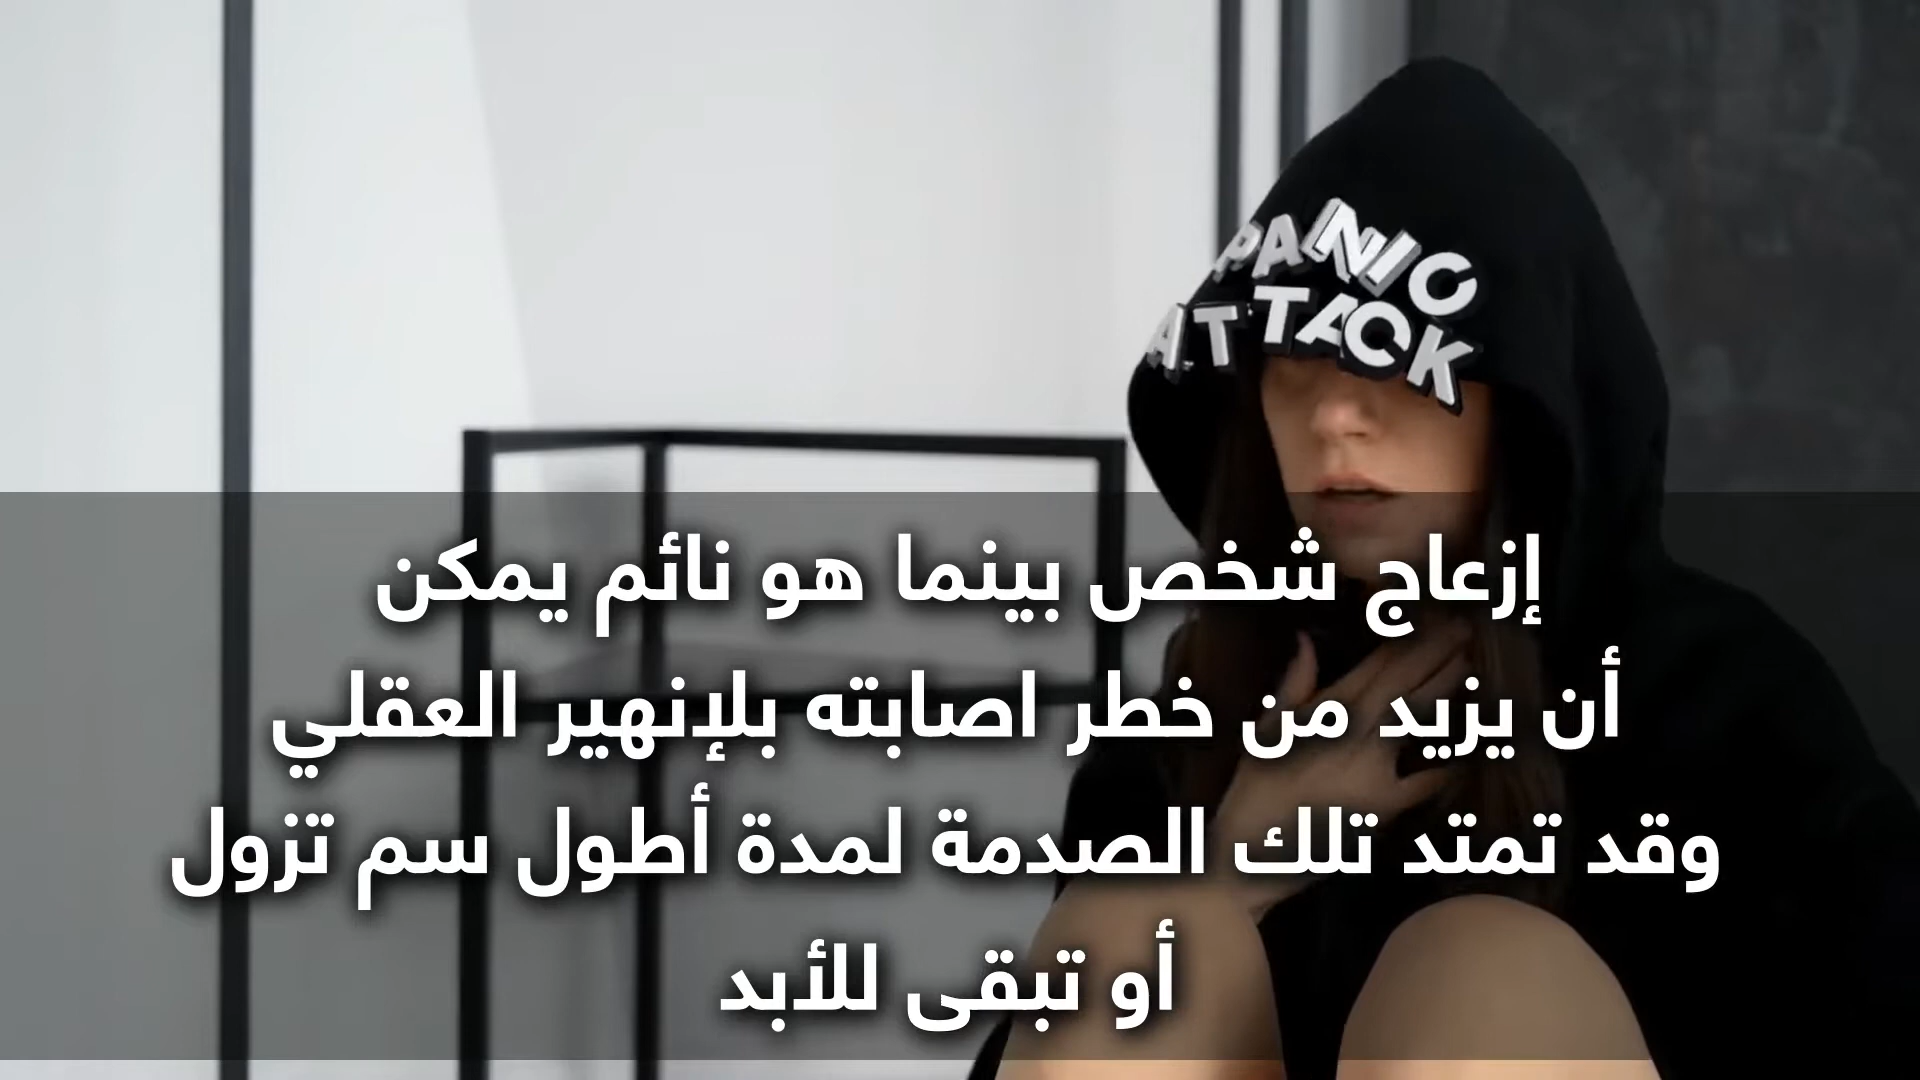 PANIC
ATTACK
إزعاج شخص بينما هو نائم يمكن
أن يزيد من خطر اصابته بلإنهير العقلي
وقد تمتد تلك الصدمة لمدة أطول سم تزول
أو تبقى للأبد